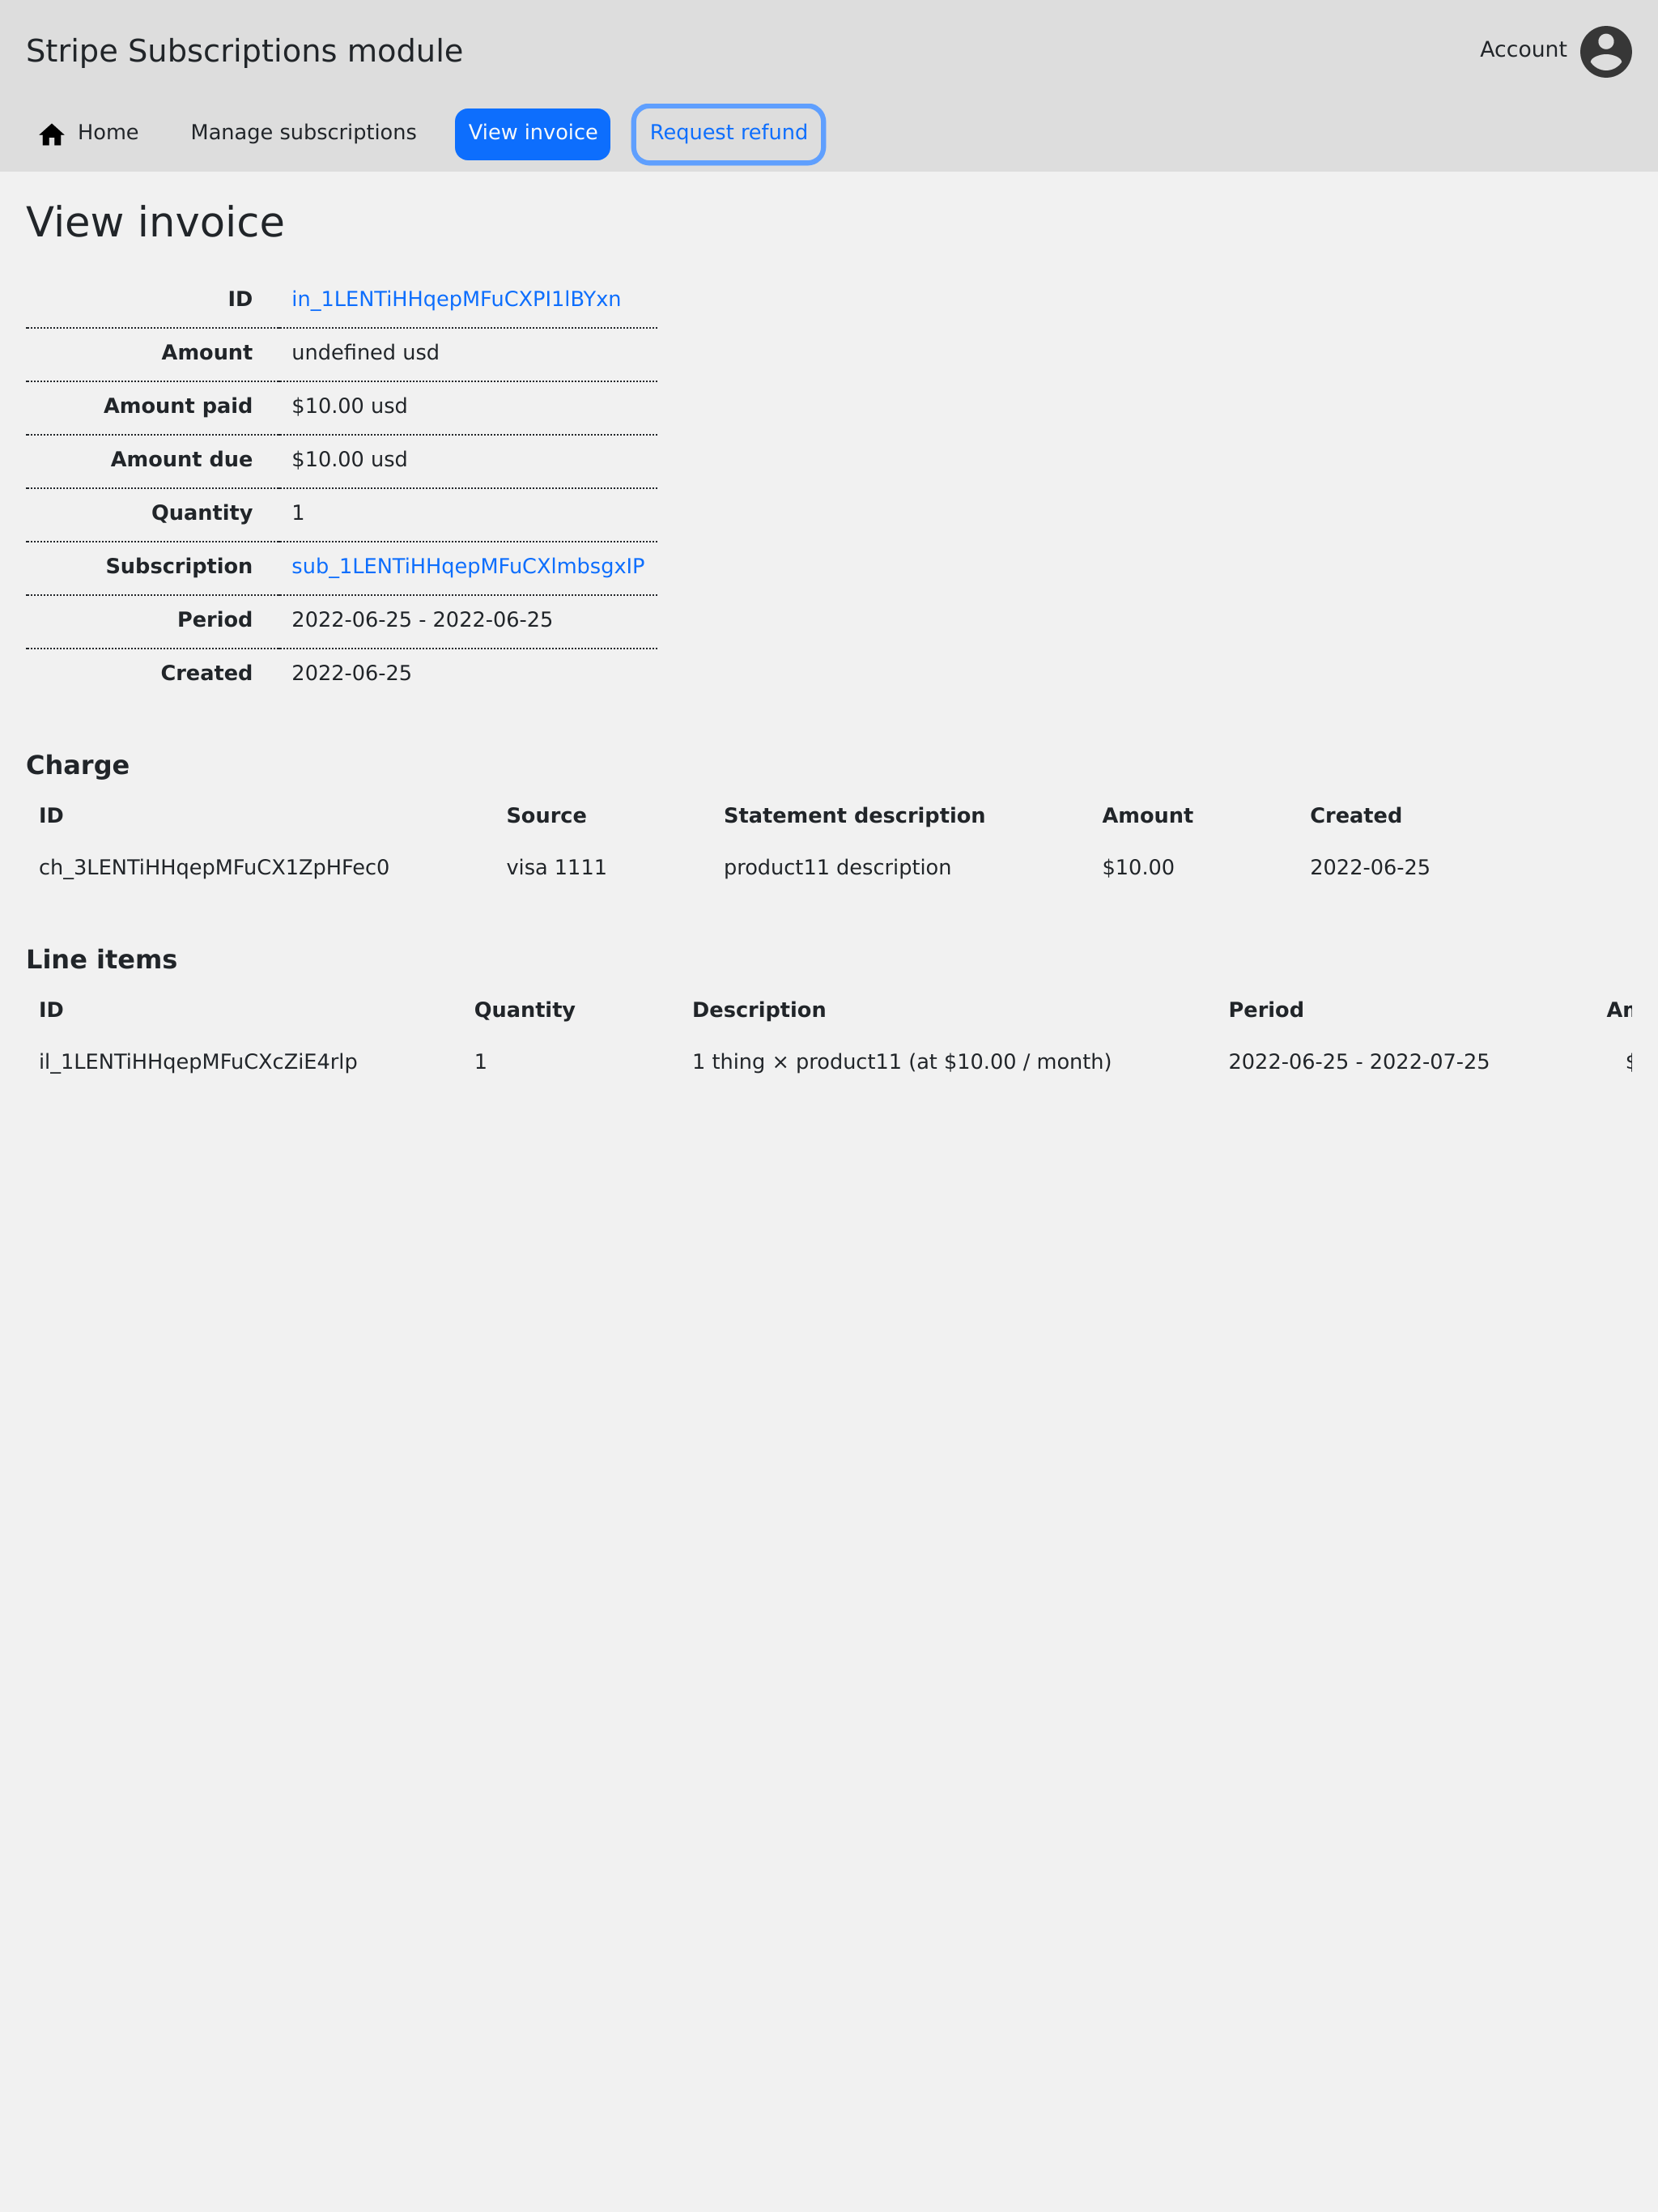 Stripe Subscriptions module
Account
Home Manage subscriptions View invoice Request refund
View invoice
ID in_1LENTiHHqepMFuCXPI1lBYxn
Amount undefined usd
Amount paid $10.00 usd
Amount due $10.00 usd
Quantity 1
Subscription sub_1LENTiHHqepMFuCXlmbsgxIP
Period 2022-06-25 - 2022-06-25
Created 2022-06-25
Charge
ID Source Statement description Amount Created
ch_3LENTiHHqepMFuCX1ZpHFec0 visa 1111 product11 description $10.00 2022-06-25
Line items
ID Quantity Description Period
il_1LENTiHHqepMFuCXcZiE4rlp 1 1 thing × product11 (at $10.00 / month) 2022-06-25 - 2022-07-25